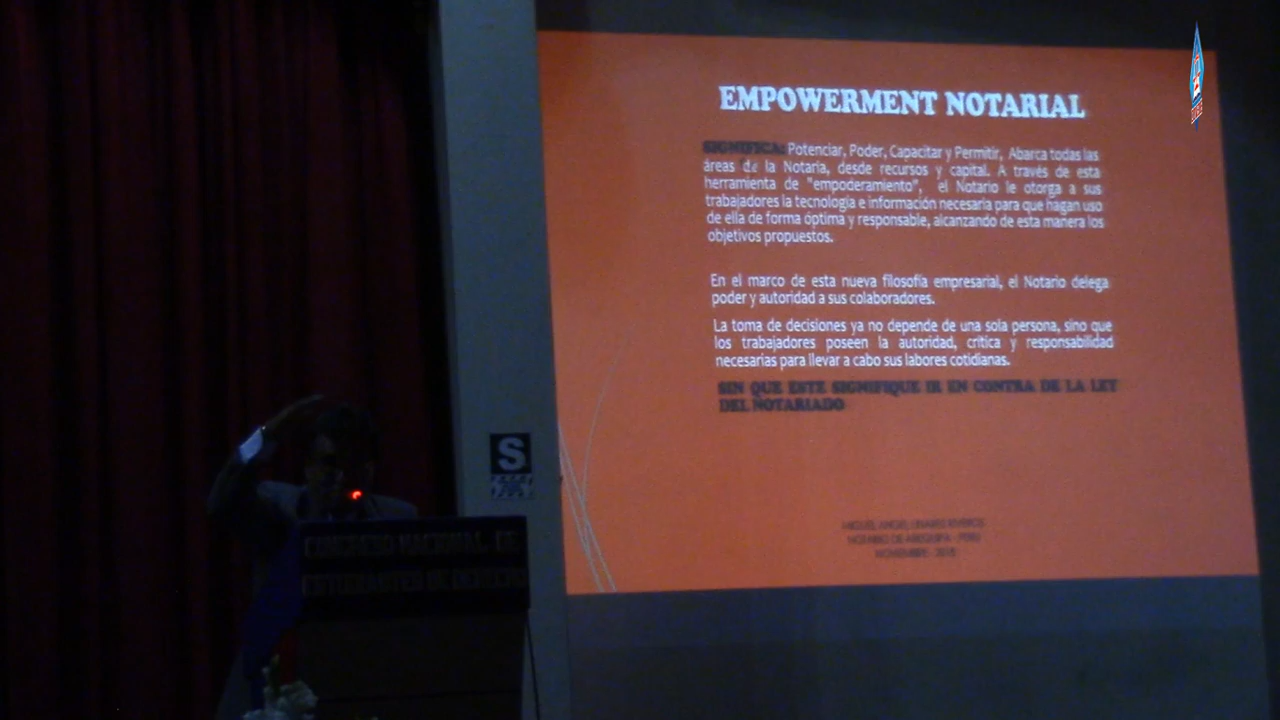 EMPOWERMENT NOTARIAL
SIGNIFICA: Potenciar, Poder, Capacitar y Permitir, Abarca todas las
áreas de la Notaría, desde recursos y capital. A través de esta
herramienta de "empoderamiento", el Notario le otorga a sus
trabajadores la tecnología e información necesaria para que hagan uso
de ella de forma óptima y responsable, alcanzando de esta manera los
objetivos propuestos.
En el marco de esta nueva filosofía empresarial, el Notario delega
poder y autoridad a sus colaboradores.
La toma de decisiones ya no depende de una sola persona, sino que
los trabajadores poseen la autoridad, crítica y responsabilidad
necesarias para llevar a cabo sus labores cotidianas.
SIN QUE ESTE SIGNIFIQUE IR EN CONTRA DE LA LEY
DEL NOTARIADO
MIGUEL ANGEL LINARES RIVEROS
NOTARIO DE AREQUIPA - PERU
NOVIEMBRE -
S
CONGRESO NACIONAL DE
ESTUDIANTES DE DERECHO